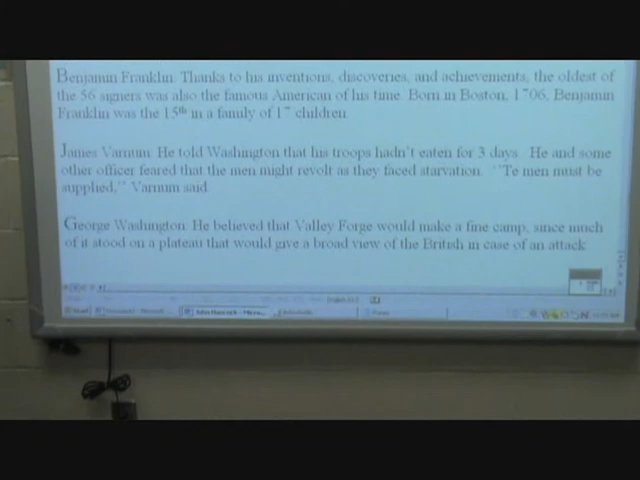 Benjamin Franklin: Thanks to his inventions, discoveries, and achievements, the oldest of
the 56 signers was also the famous American of his time. Born in Boston, 1706, Benjamin
Franklin was the 15th in a family of 17 children
James Varnum: He told Washington that his troops hadn't eaten for 3 days. He and some
other officer feared that the men might revolt as they faced starvation. "Te men must be
supplied," Varnum said.
George Washington: He believed that Valley Forge would make a fine camp, since much
of it stood on a plateau that would give a broad view of the British in case of an attack.